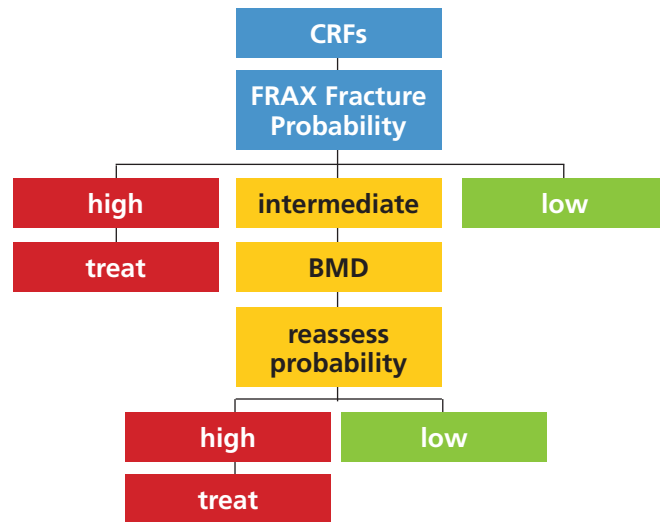 CRFs
FRAX Fracture
Probability
high
intermediate
low
treat
BMD
reassess
probability
high
low
treat